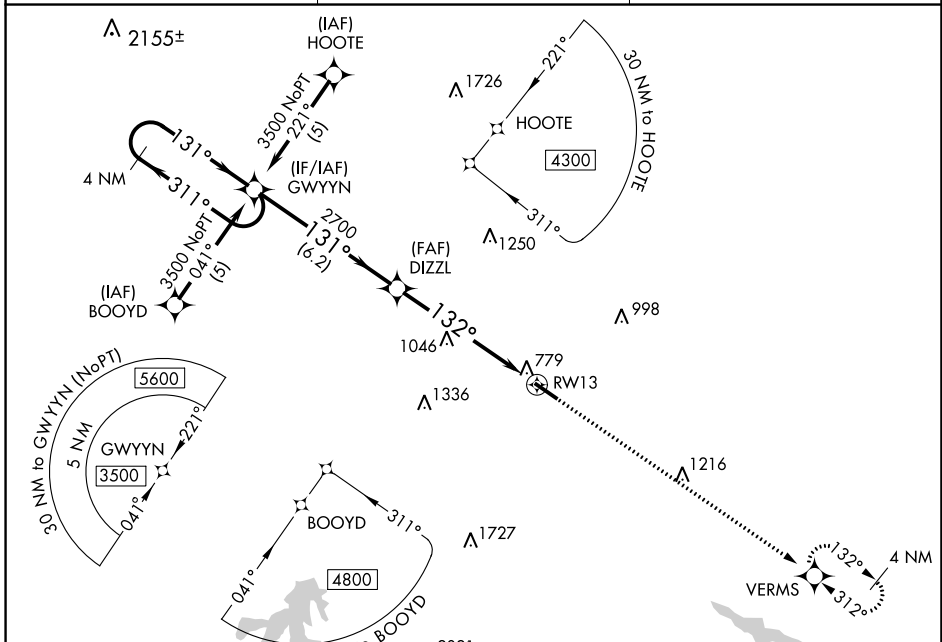 2155±
(IAF)
HOOTE
3500 NoPT
221°
(5)
131°
4 NM
311°
(IF/IAF)
GWYYN
3500 NoPT
041°
(5)
(IAF)
BOOYD
2700
131°
(6.2)
(FAF)
DIZZL
132°
1046
1336
779
RW13
998
1726
1250
221°
HOOTE
4300
311°
30 NM to HOOTE
30 NM to GWYYN (NoPT)
5600
5 NM
GWYYN
3500
221°
041°
BOOYD
311°
041°
4800
BOOYD
1727
1216
VERMS
132°
312°
4 NM